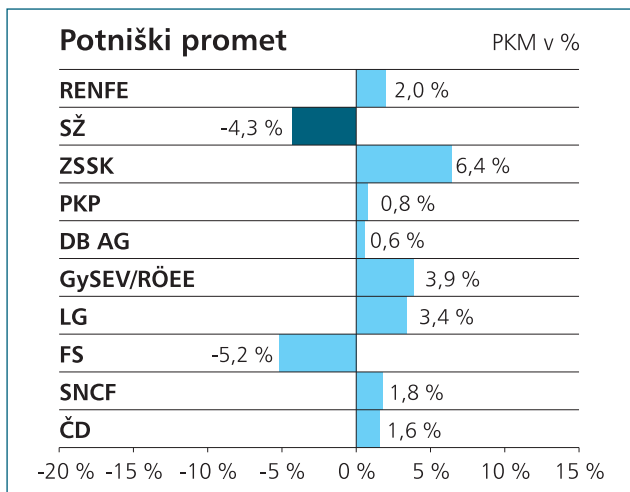 Potniški promet PKM v %
RENFE 2,0 %
SŽ -4,3 %
ZSSK 6,4 %
PKP 0,8 %
DB AG 0,6 %
GySEV/RÖEE 3,9 %
LG 3,4 %
FS -5,2 %
SNCF 1,8 %
ČD 1,6 %
-20 % -15 % -10 % -5 % 0 % 5 % 10 % 15 %